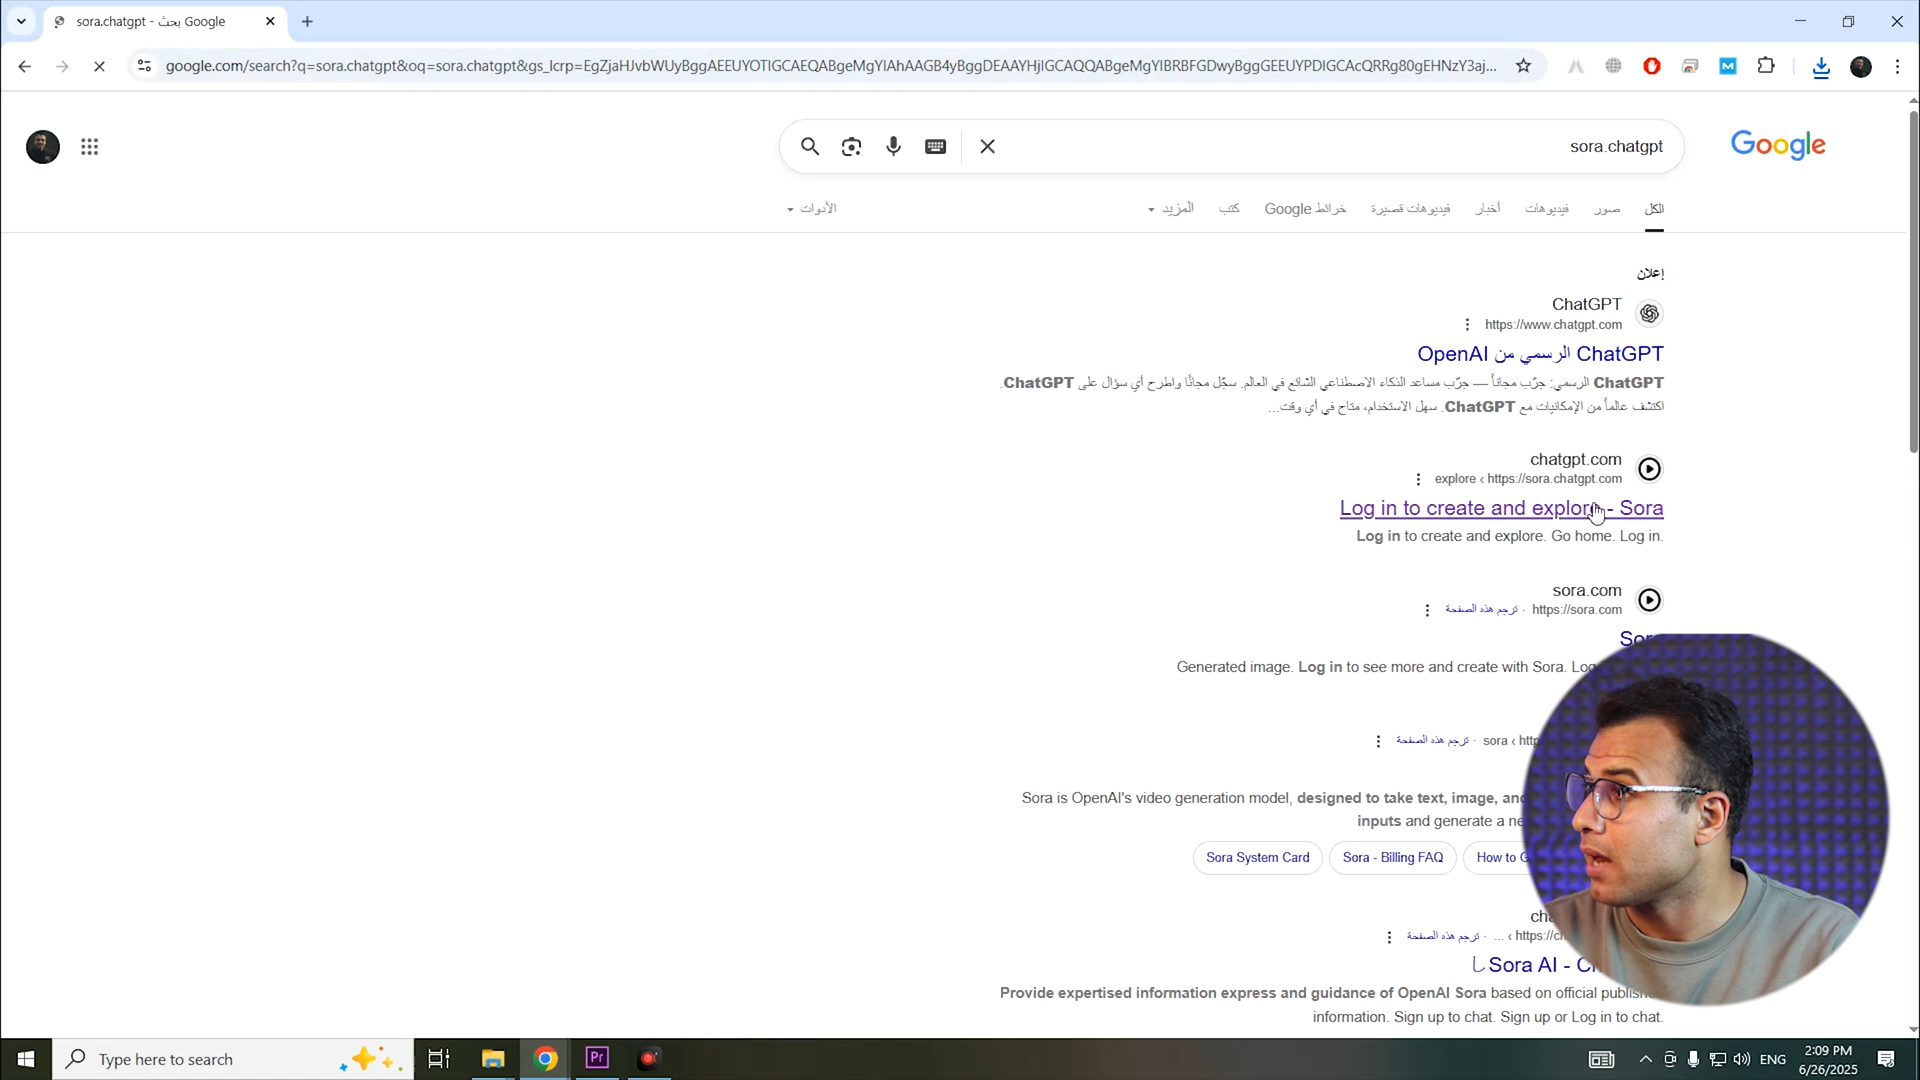 sora.chatgpt - بحث Google
google.com/search?q=sora.chatgpt&oq=sora.chatgpt&gs_lcrp=EgZjaHJvbWUyBggAEEUYOTIGCAEQABgeMgYIAhAAGB4yBggDEAAYHjIGCAQQABgeMgYIBRBFGDwyBggGEEUYPDIGCAcQRRg80gEHNzY3aj...
sora.chatgpt
Google
الكل
صور
فيديوهات
أخبار
فيديوهات قصيرة
خرائط Google
كتب
المزيد
الأدوات
إعلان
ChatGPT
https://www.chatgpt.com
ChatGPT الرسمي من OpenAI
ChatGPT الرسمي: جرّب مجاناً — جرّب مساعد الذكاء الاصطناعي الشائع في العالم. سجّل مجانًا واطرح أي سؤال على ChatGPT.
اكتشف عالماً من الإمكانيات مع ChatGPT. سهل الاستخدام، متاح في أي وقت...
chatgpt.com
https://sora.chatgpt.com › explore
Log in to create and explore - Sora
Log in to create and explore. Go home. Log in.
sora.com
https://sora.com · ترجم هذه الصفحة
Generated image. Log in to see more and create with Sora.
sora · ترجم هذه الصفحة
Sora is OpenAI's video generation model, designed to take text, image, and
inputs and generate a
Sora System Card
Sora - Billing FAQ
How to
ترجم هذه الصفحة · ...
Sora AI -
Provide expertised information express and guidance of OpenAI Sora based on official
information. Sign up to chat. Sign up or Log in to chat.
Type here to search
Pr
ENG
2:09 PM
6/26/2025